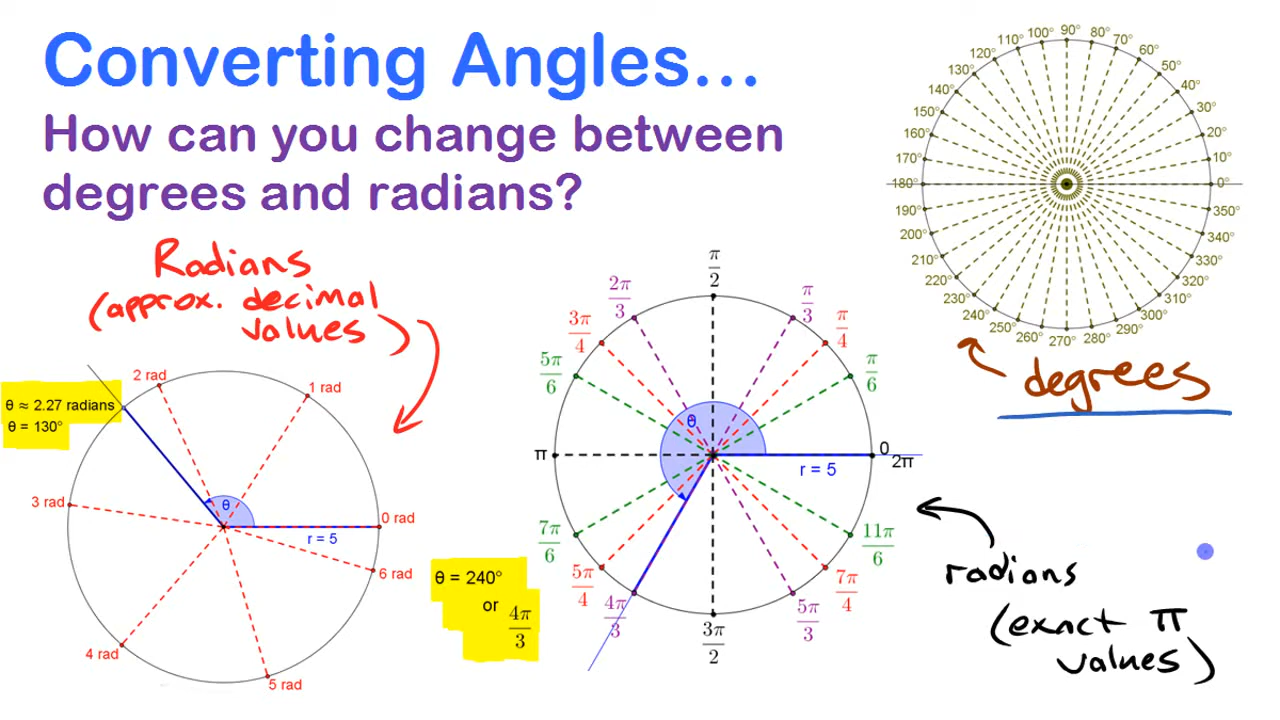 Converting Angles...
How can you change between
degrees and radians?
Radians
(approx. decimal
values)
θ ≈ 2.27 radians
θ = 130°
0 rad
1 rad
2 rad
3 rad
4 rad
5 rad
6 rad
θ
r = 5
0
2π
π/6
π/4
π/3
π/2
2π/3
3π/4
5π/6
π
7π/6
5π/4
4π/3
3π/2
5π/3
7π/4
11π/6
θ
r = 5
θ = 240°
or 4π/3
0°
10°
20°
30°
40°
50°
60°
70°
80°
90°
100°
110°
120°
130°
140°
150°
160°
170°
180°
190°
200°
210°
220°
230°
240°
250°
260°
270°
280°
290°
300°
310°
320°
330°
340°
350°
degrees
radians
(exact π
values)